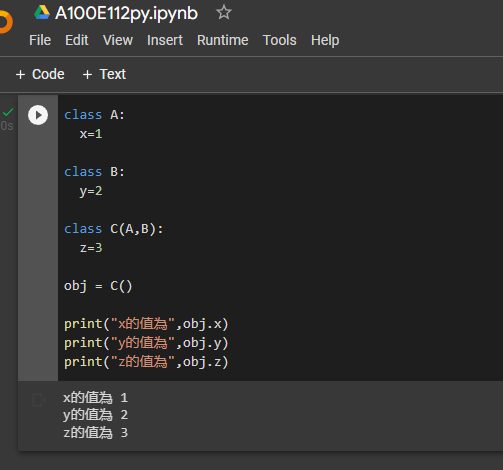 A100E112py.ipynb
File Edit View Insert Runtime Tools Help
+ Code + Text
0s
class A:
  x=1
class B:
  y=2
class C(A,B):
  z=3
obj = C()
print("x的值為",obj.x)
print("y的值為",obj.y)
print("z的值為",obj.z)
x的值為 1
y的值為 2
z的值為 3